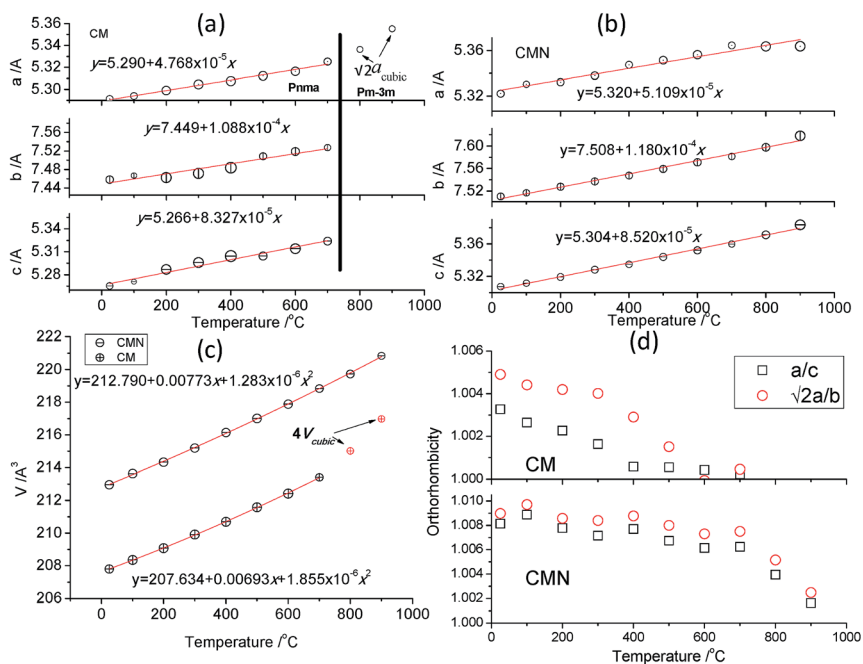 (a)
CM
y=5.290+4.768x10⁻⁵x
√2a_cubic
Pnma
Pm-3m
a /A
5.36
5.34
5.32
5.30
y=7.449+1.088x10⁻⁴x
b /A
7.56
7.52
7.48
7.44
y=5.266+8.327x10⁻⁵x
c /A
5.32
5.28
0 200 400 600 800 1000
Temperature /°C
(b)
CMN
a /A
5.36
5.32
y=5.320+5.109x10⁻⁵x
b /A
7.60
7.52
y=7.508+1.180x10⁻⁴x
c /A
5.36
5.32
y=5.304+8.520x10⁻⁵x
0 200 400 600 800 1000
Temperature /°C
(c)
CMN
CM
y=212.790+0.00773x+1.283x10⁻⁶x²
4V_cubic
y=207.634+0.00693x+1.855x10⁻⁶x²
V /A³
222
220
218
216
214
212
210
208
206
0 200 400 600 800 1000
Temperature /°C
(d)
a/c
√2a/b
CM
Orthorhombicity
1.006
1.004
1.002
1.000
CMN
1.010
1.008
1.006
1.004
1.002
1.000
0 200 400 600 800 1000
Temperature /°C